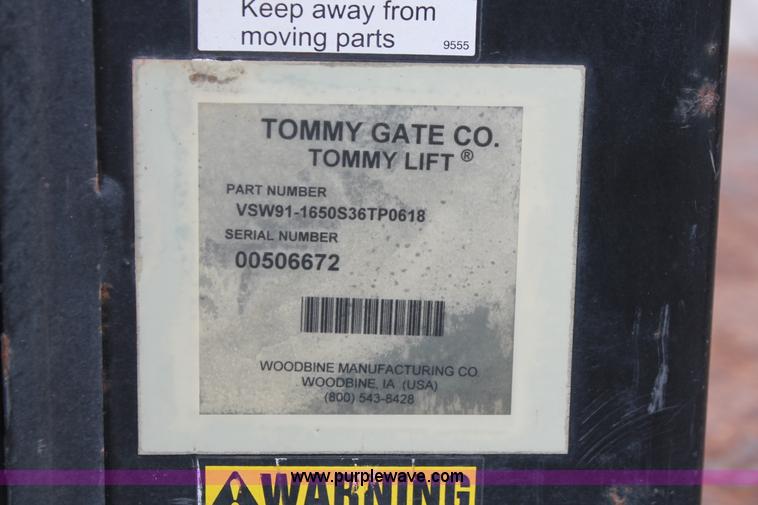 Keep away from
moving parts
9555
TOMMY GATE CO.
TOMMY LIFT ®
PART NUMBER
VSW91-1650S36TP0618
SERIAL NUMBER
00506672
WOODBINE MANUFACTURING CO
WOODBINE, IA (USA)
(800) 543-8428
WARNING
www.purplewave.com